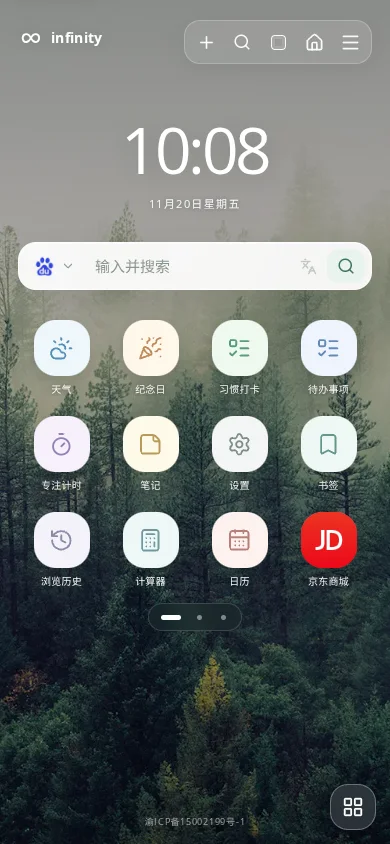 infinity
10:08
11月20日星期五
du
输入并搜索
天气
纪念日
习惯打卡
待办事项
专注计时
笔记
设置
书签
浏览历史
计算器
日历
JD
京东商城
渝ICP备15002199号-1